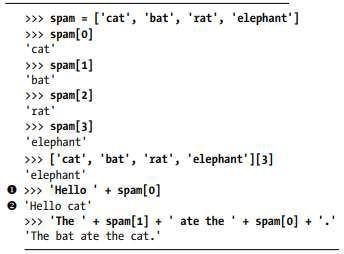 >>> spam = ['cat', 'bat', 'rat', 'elephant']
>>> spam[0]
'cat'
>>> spam[1]
'bat'
>>> spam[2]
'rat'
>>> spam[3]
'elephant'
>>> ['cat', 'bat', 'rat', 'elephant'][3]
'elephant'
❶ >>> 'Hello ' + spam[0]
❷ 'Hello cat'
>>> 'The ' + spam[1] + ' ate the ' + spam[0] + '.'
'The bat ate the cat.'